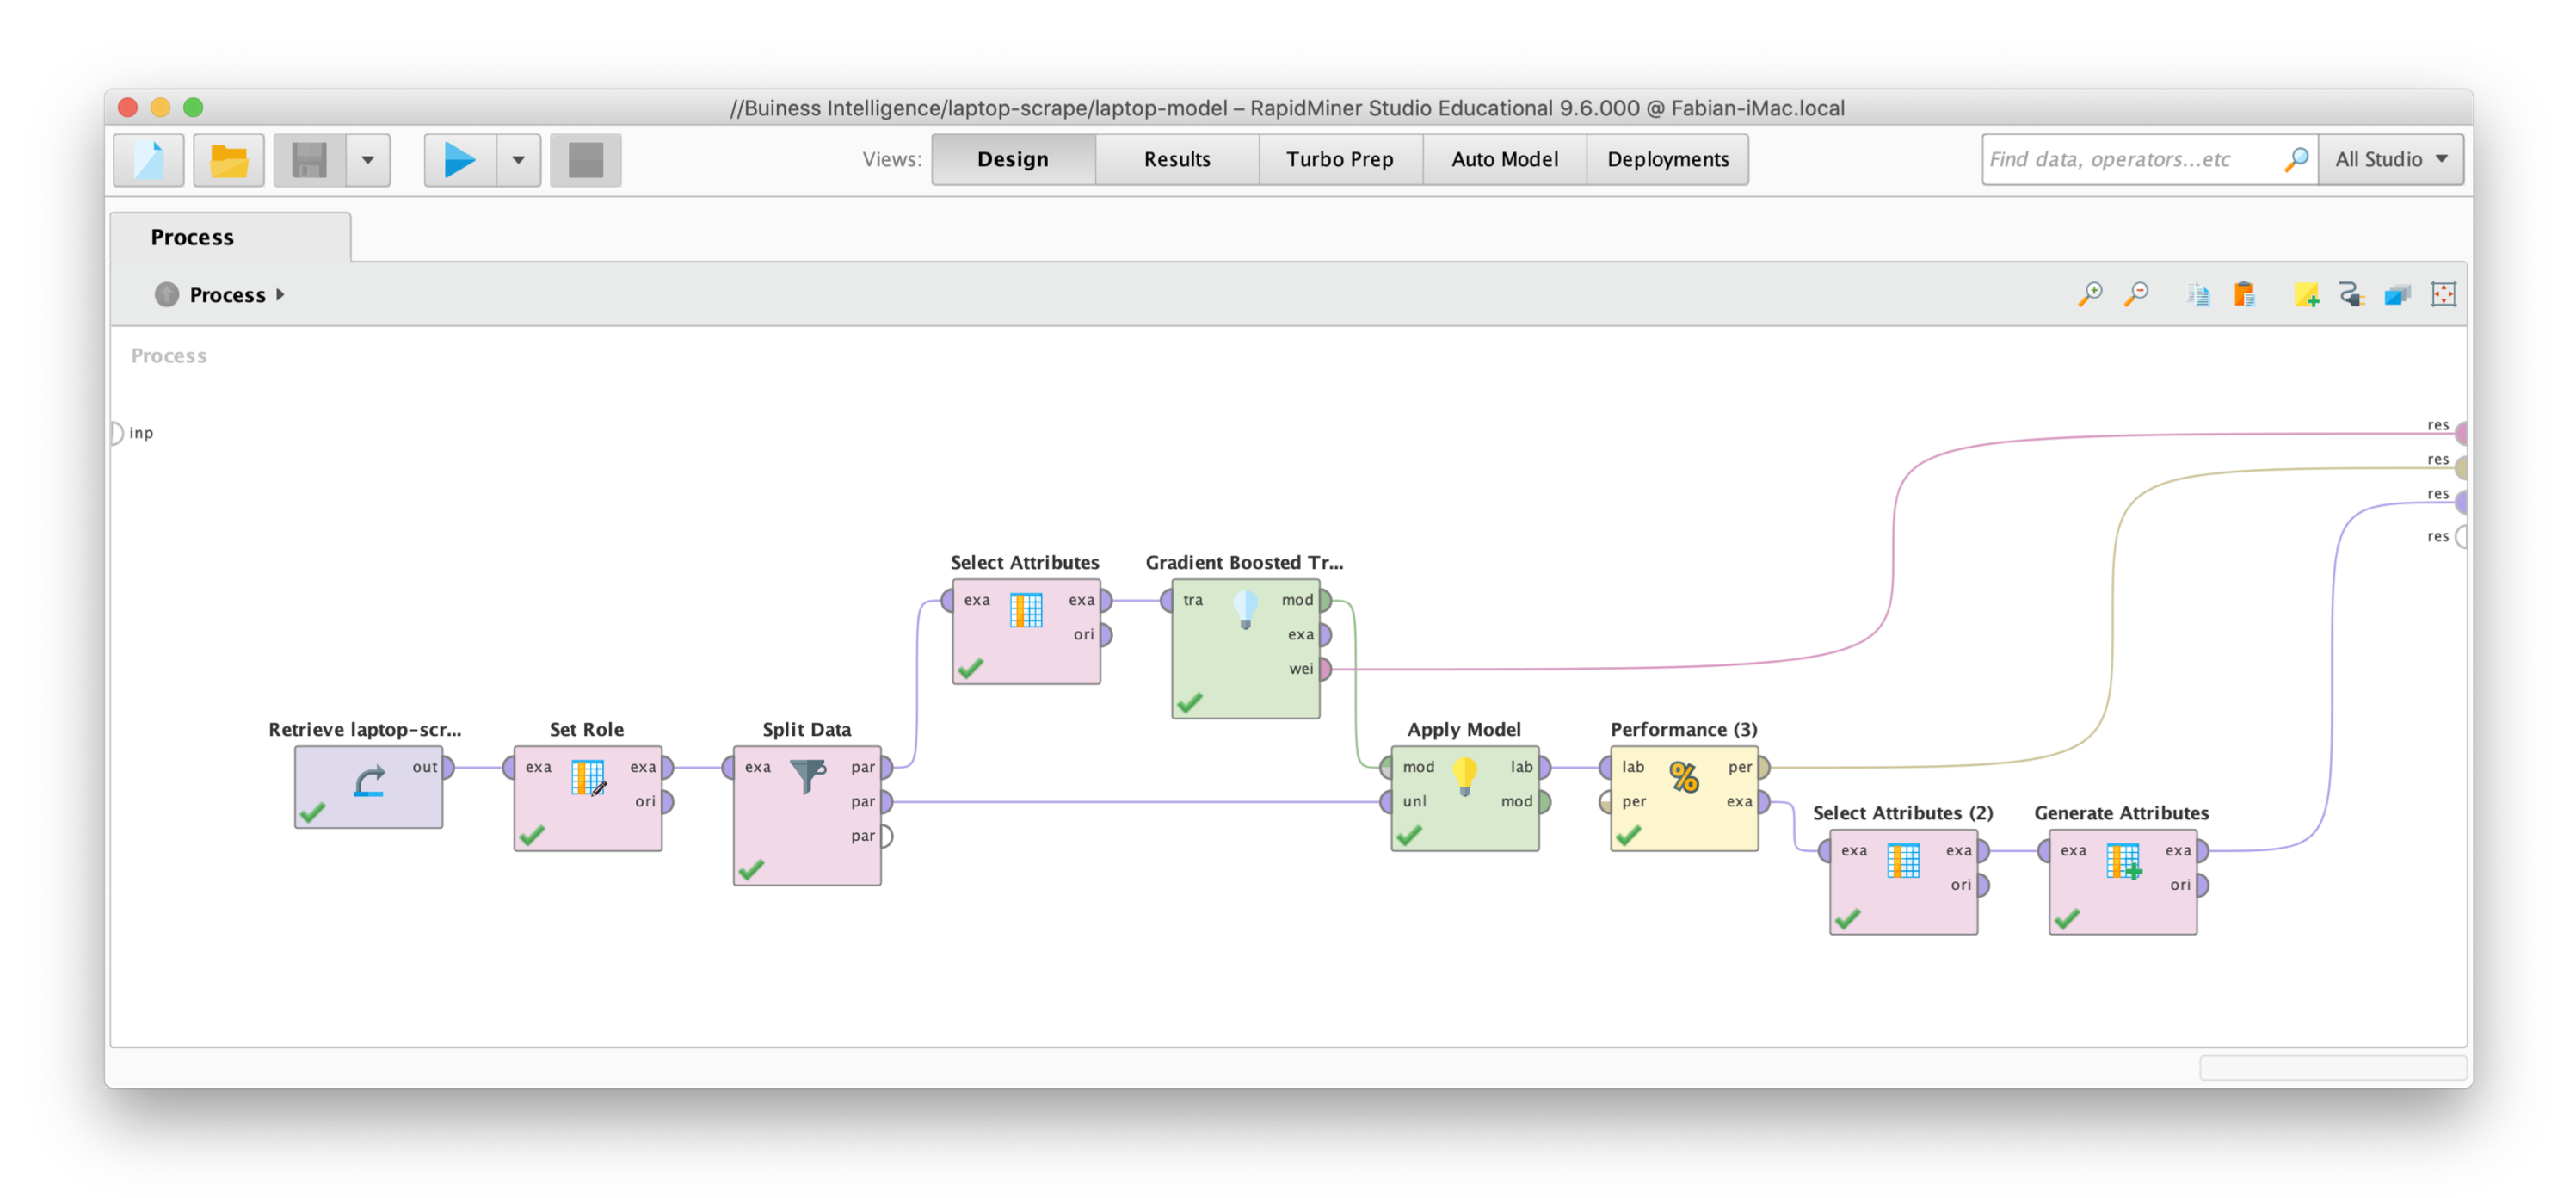 //Buiness Intelligence/laptop-scrape/laptop-model – RapidMiner Studio Educational 9.6.000 @ Fabian-iMac.local
Views: Design Results Turbo Prep Auto Model Deployments Find data, operators...etc All Studio
Process
Process
Process
inp
res
res
res
res
Select Attributes
exa exa
ori
Gradient Boosted Tr...
tra mod
exa
wei
Retrieve laptop-scr...
out
Set Role
exa exa
ori
Split Data
exa par
par
par
Apply Model
mod lab
unl mod
Performance (3)
% 
lab per
per exa
Select Attributes (2)
exa exa
ori
Generate Attributes
exa exa
ori